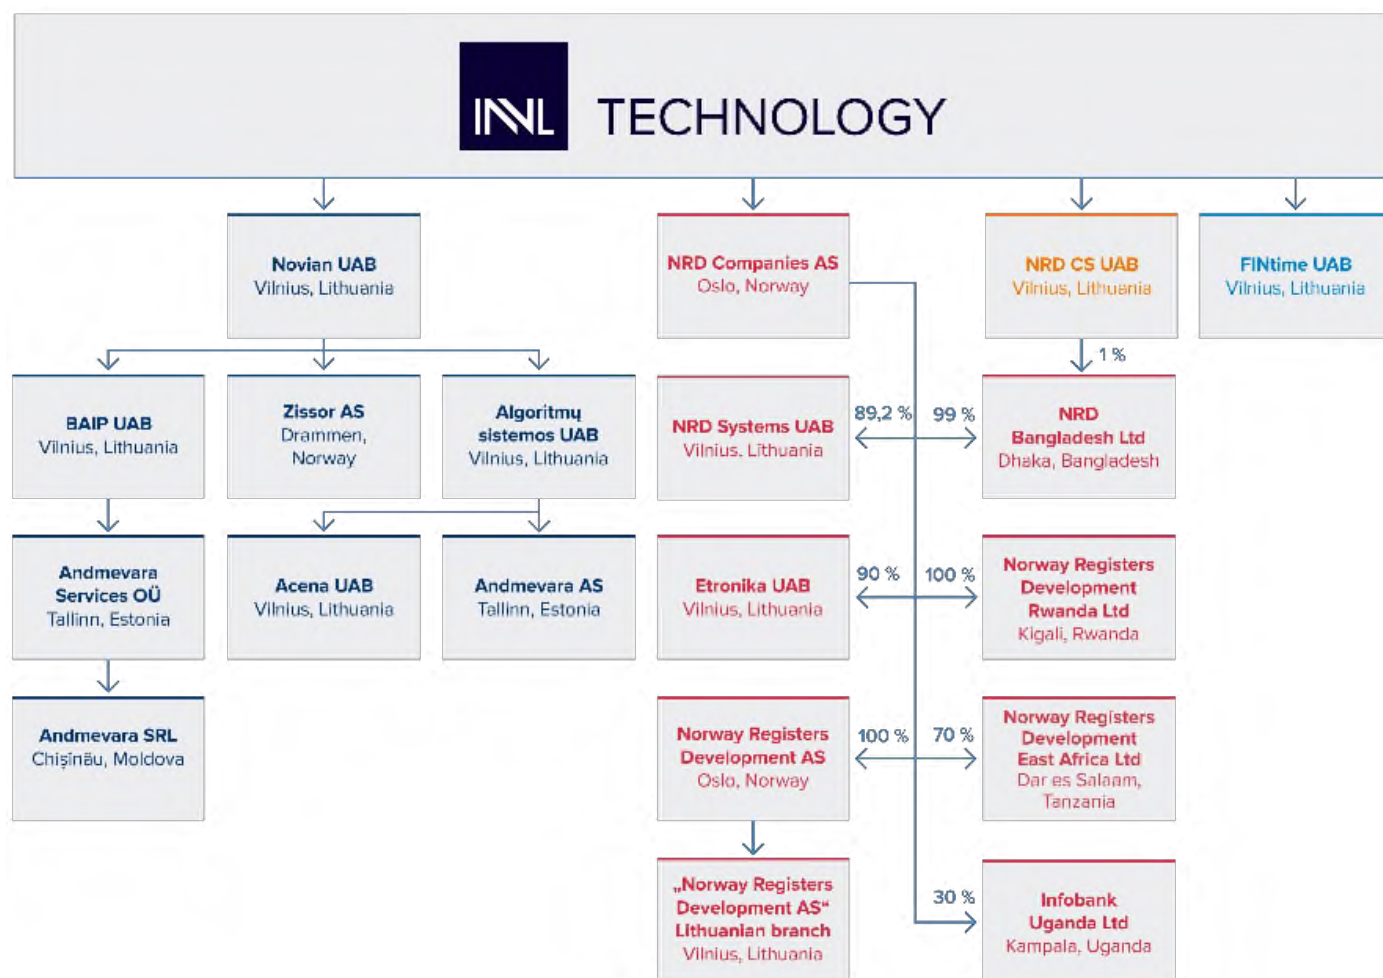 INVL TECHNOLOGY
Novian UAB
Vilnius, Lithuania
NRD Companies AS
Oslo, Norway
NRD CS UAB
Vilnius, Lithuania
FINtime UAB
Vilnius, Lithuania
1 %
BAIP UAB
Vilnius, Lithuania
Zissor AS
Drammen,
Norway
Algoritmų
sistemos UAB
Vilnius, Lithuania
NRD Systems UAB
Vilnius, Lithuania
89,2 %
99 %
NRD
Bangladesh Ltd
Dhaka, Bangladesh
Andmevara
Services OÜ
Tallinn, Estonia
Acena UAB
Vilnius, Lithuania
Andmevara AS
Tallinn, Estonia
Etronika UAB
Vilnius, Lithuania
90 %
100 %
Norway Registers
Development
Rwanda Ltd
Kigali, Rwanda
Andmevara SRL
Chișinău, Moldova
Norway Registers
Development AS
Oslo, Norway
100 %
70 %
Norway Registers
Development
East Africa Ltd
Dar es Salaam,
Tanzania
„Norway Registers
Development AS“
Lithuanian branch
Vilnius, Lithuania
30 %
Infobank
Uganda Ltd
Kampala, Uganda